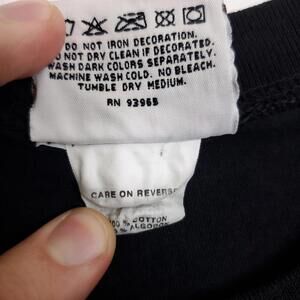 DO NOT IRON DECORATION.
DO NOT DRY CLEAN IF DECORATED.
WASH DARK COLORS SEPARATELY.
MACHINE WASH COLD. NO BLEACH.
TUMBLE DRY MEDIUM.
RN 93965
CARE ON REVERSE
COTTON